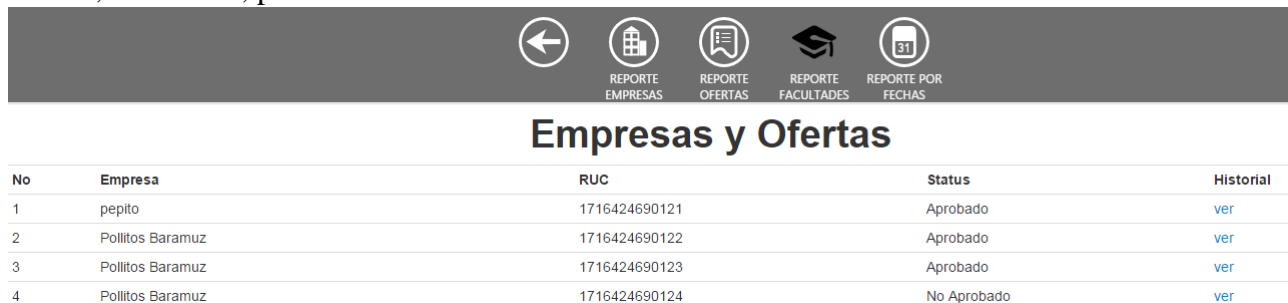 REPORTE EMPRESAS
REPORTE OFERTAS
REPORTE FACULTADES
REPORTE POR FECHAS
31
Empresas y Ofertas
No Empresa RUC Status Historial
1 pepito 1716424690121 Aprobado ver
2 Pollitos Baramuz 1716424690122 Aprobado ver
3 Pollitos Baramuz 1716424690123 Aprobado ver
4 Pollitos Baramuz 1716424690124 No Aprobado ver